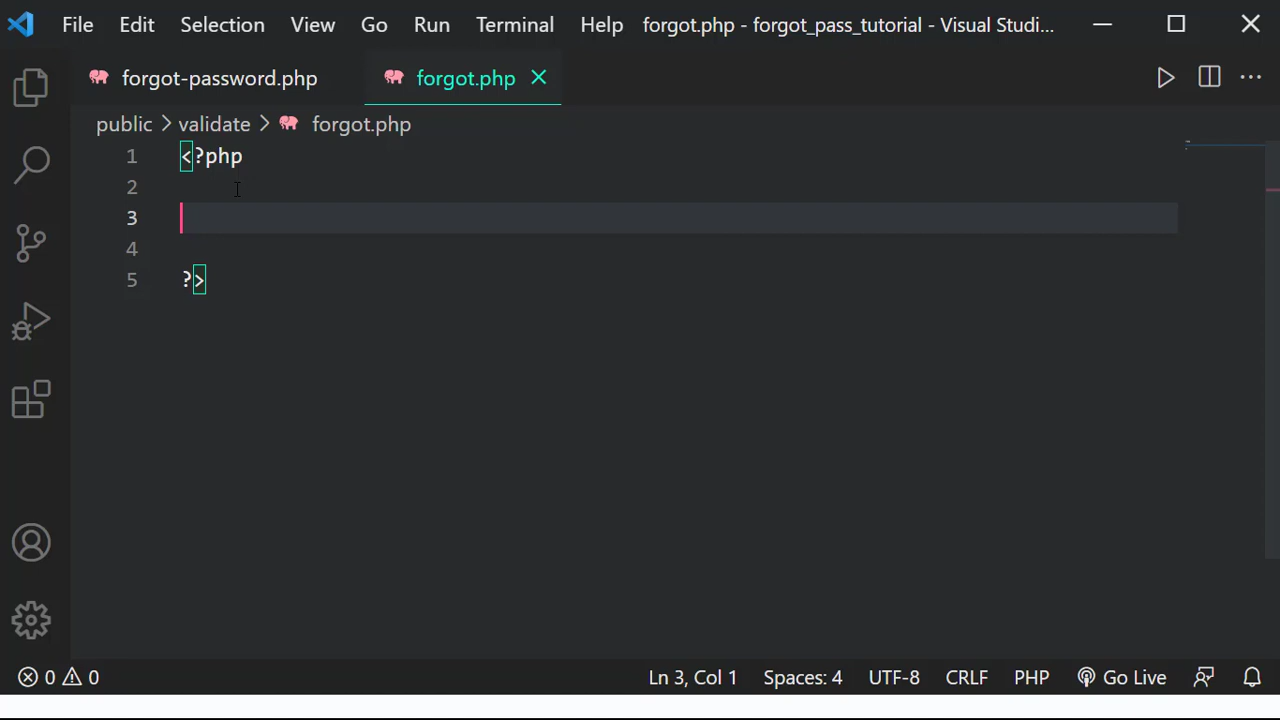 File Edit Selection View Go Run Terminal Help forgot.php - forgot_pass_tutorial - Visual Studi...
forgot-password.php forgot.php
public > validate > forgot.php
1 <?php
2
3
4
5 ?>
0 0 Ln 3, Col 1 Spaces: 4 UTF-8 CRLF PHP Go Live